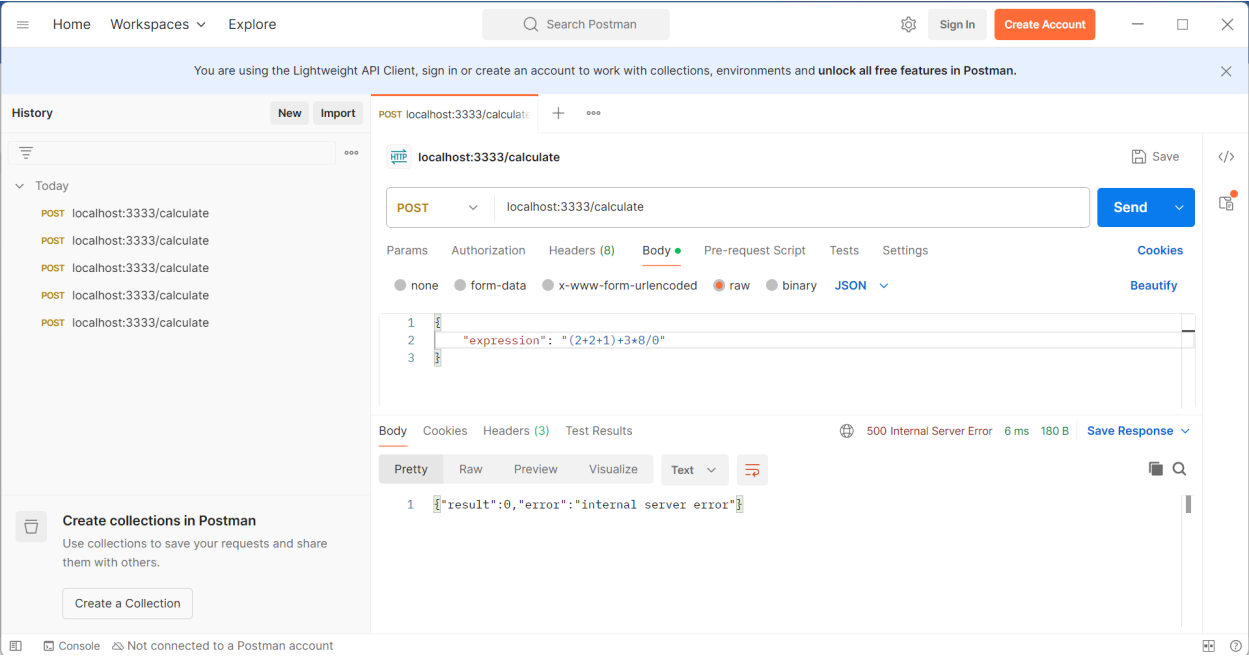 Home Workspaces Explore Search Postman Sign In Create Account
You are using the Lightweight API Client, sign in or create an account to work with collections, environments and unlock all free features in Postman.
History New Import
POST localhost:3333/calculate
Today
POST localhost:3333/calculate
POST localhost:3333/calculate
POST localhost:3333/calculate
POST localhost:3333/calculate
POST localhost:3333/calculate
Create collections in Postman
Use collections to save your requests and share
them with others.
Create a Collection
HTTP localhost:3333/calculate Save
POST localhost:3333/calculate Send
Params Authorization Headers (8) Body Pre-request Script Tests Settings Cookies
none form-data x-www-form-urlencoded raw binary JSON Beautify
1 {
2 "expression": "(2+2+1)+3*8/0"
3 }
Body Cookies Headers (3) Test Results 500 Internal Server Error 6 ms 180 B Save Response
Pretty Raw Preview Visualize Text
1 {"result":0,"error":"internal server error"}
Console Not connected to a Postman account